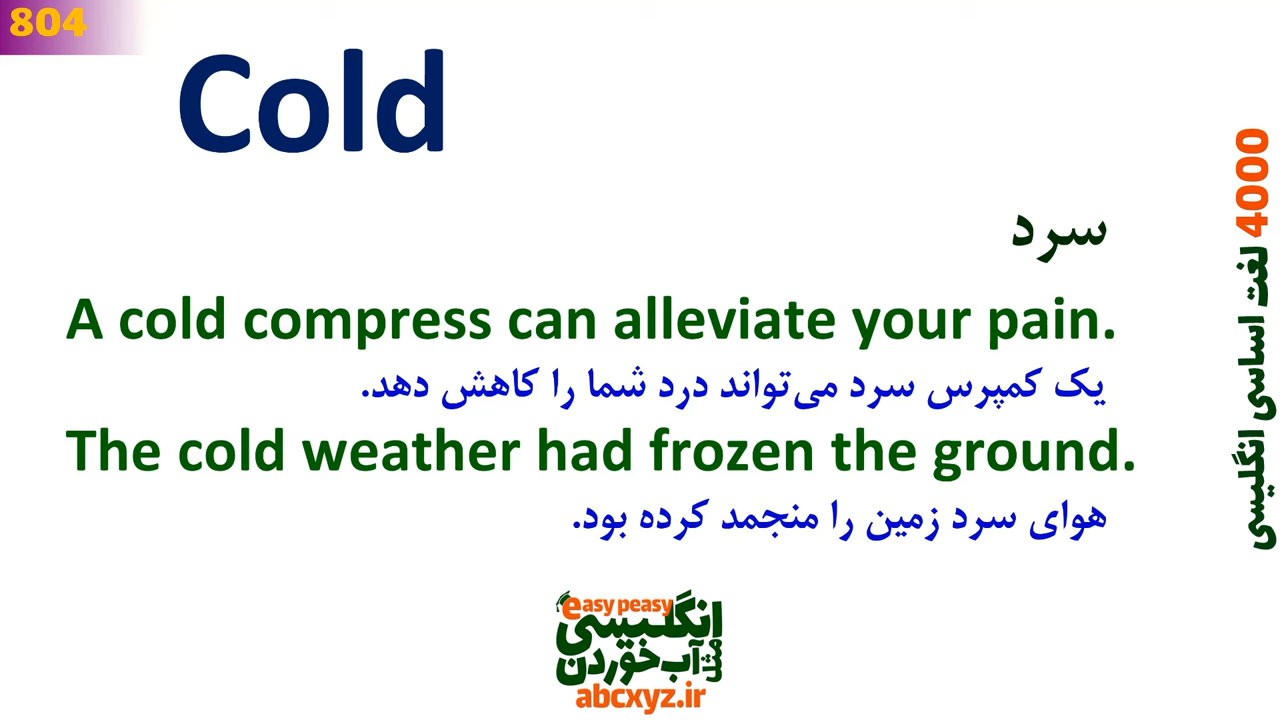 804
Cold
سرد
A cold compress can alleviate your pain.
یک کمپرس سرد می‌تواند درد شما را کاهش دهد.
The cold weather had frozen the ground.
هوای سرد زمین را منجمد کرده بود.
4000 لغت اساسی انگلیسی
easy peasy
انگلیسی
مثل آب خوردن
abcxyz.ir